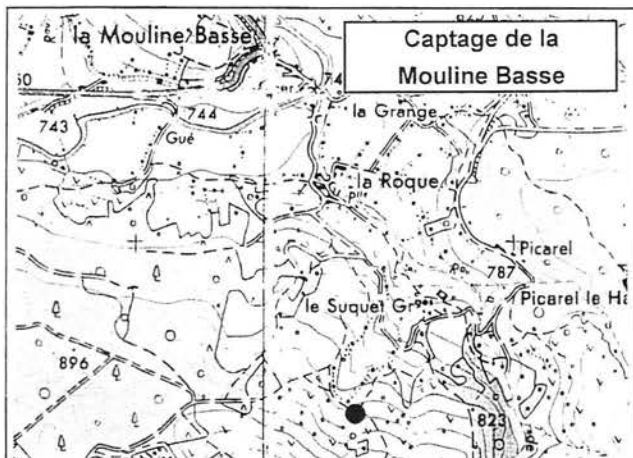 Captage de la
Mouline Basse
la Mouline Basse
743
744
Gué
la Grange
la Roque
Picarel
787
Picarel le Ha
le Suquet Gr
896
823